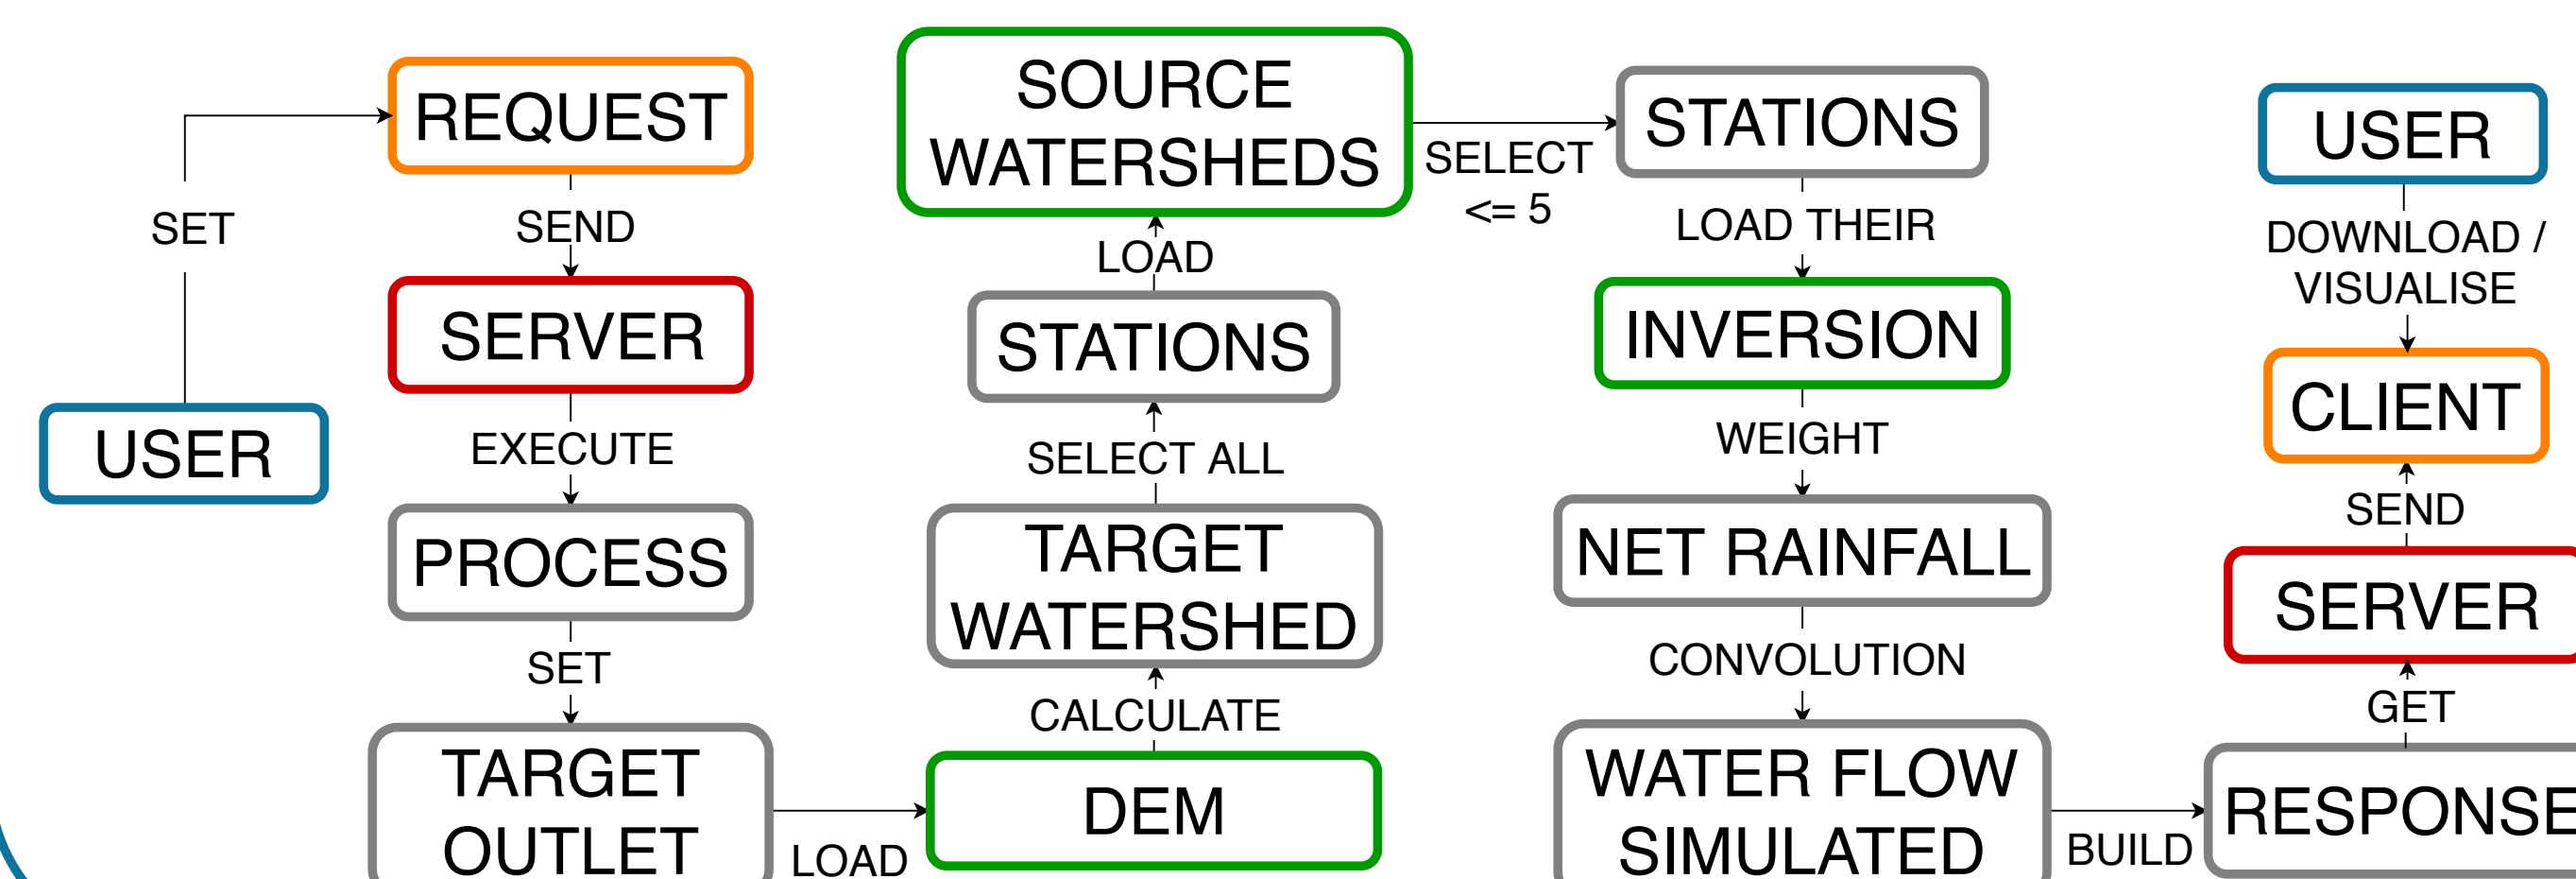 USER
SET
REQUEST
SEND
SERVER
EXECUTE
PROCESS
SET
TARGET
OUTLET
LOAD
DEM
CALCULATE
TARGET
WATERSHED
SELECT ALL
STATIONS
LOAD
SOURCE
WATERSHEDS
SELECT
<= 5
STATIONS
LOAD THEIR
INVERSION
WEIGHT
NET RAINFALL
CONVOLUTION
WATER FLOW
SIMULATED
BUILD
RESPONSE
GET
SERVER
SEND
CLIENT
DOWNLOAD /
VISUALISE
USER